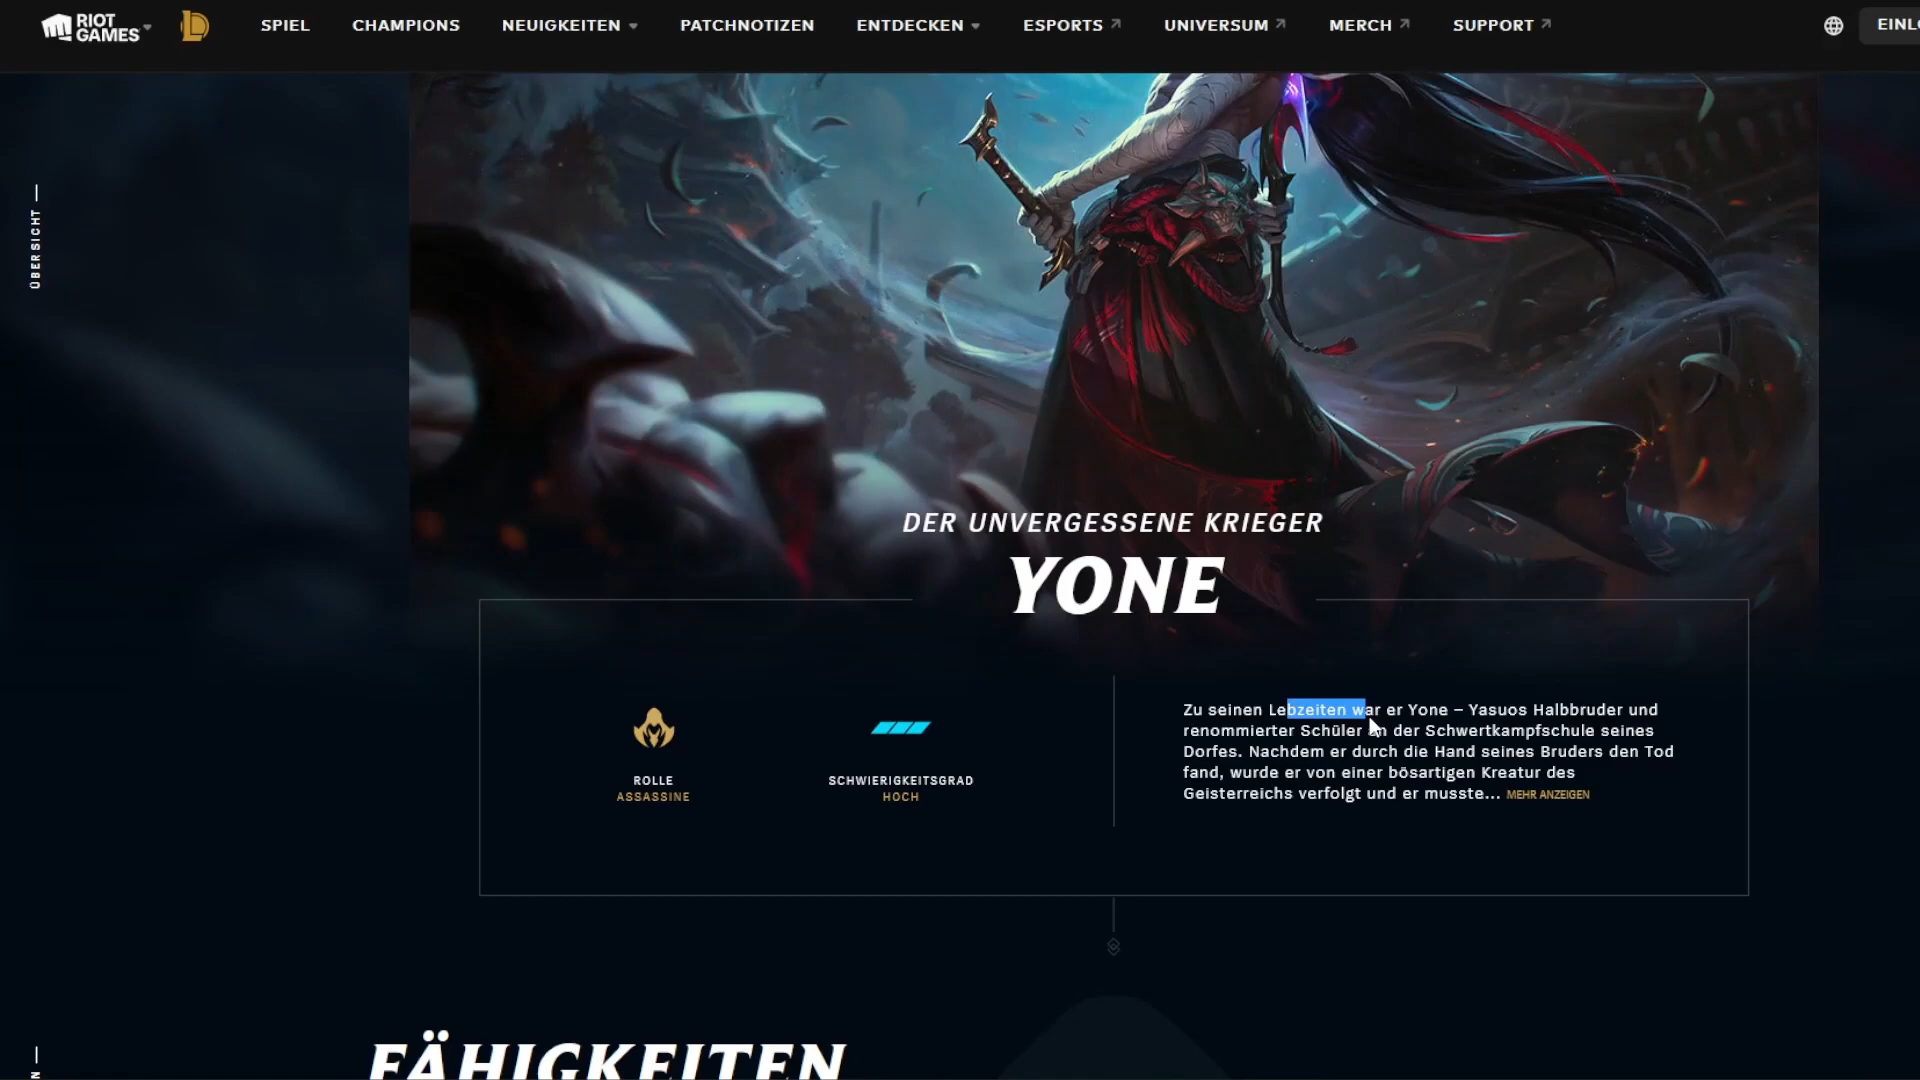 RIOT GAMES
SPIEL
CHAMPIONS
NEUIGKEITEN
PATCHNOTIZEN
ENTDECKEN
ESPORTS
UNIVERSUM
MERCH
SUPPORT
ÜBERSICHT
DER UNVERGESSENE KRIEGER
YONE
ROLLE
ASSASSINE
SCHWIERIGKEITSGRAD
HOCH
Zu seinen Lebzeiten war er Yone – Yasuos Halbbruder und
renommierter Schüler in der Schwertkampfschule seines
Dorfes. Nachdem er durch die Hand seines Bruders den Tod
fand, wurde er von einer bösartigen Kreatur des
Geisterreichs verfolgt und er musste... MEHR ANZEIGEN
FÄHIGKEITEN